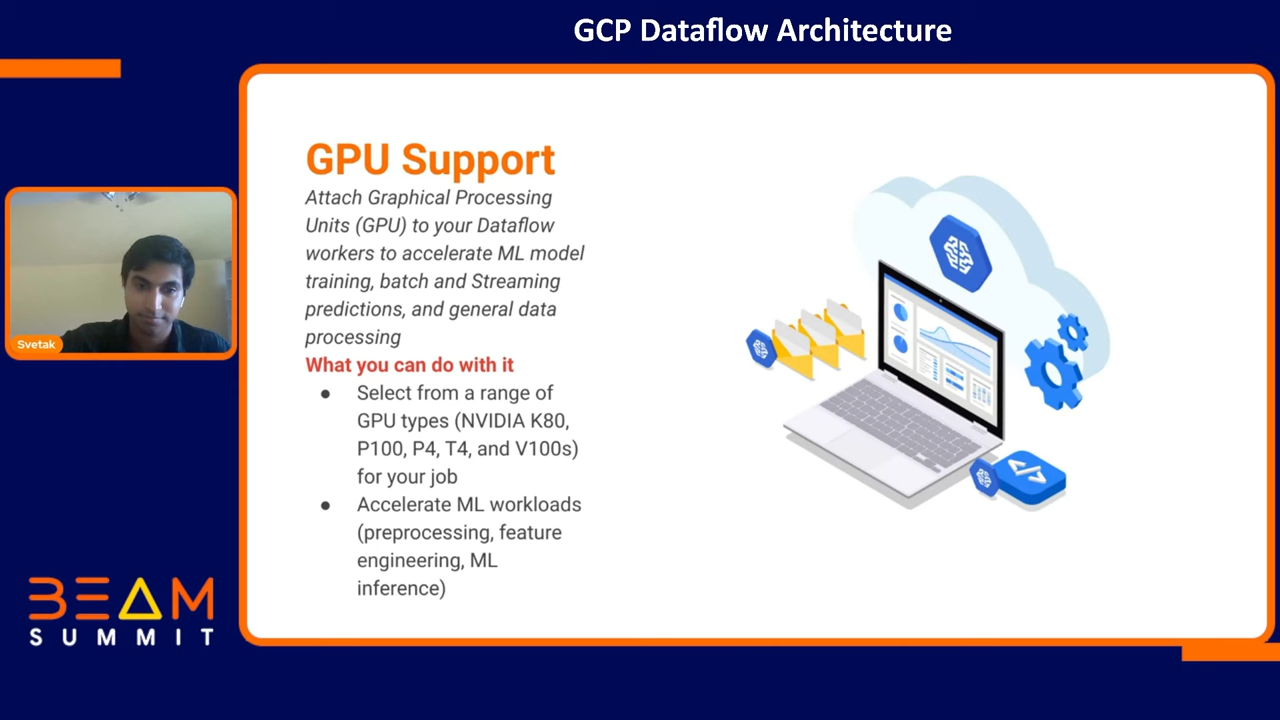 GCP Dataflow Architecture
GPU Support
Attach Graphical Processing
Units (GPU) to your Dataflow
workers to accelerate ML model
training, batch and Streaming
predictions, and general data
processing
What you can do with it
● Select from a range of
GPU types (NVIDIA K80,
P100, P4, T4, and V100s)
for your job
● Accelerate ML workloads
(preprocessing, feature
engineering, ML
inference)
Svetak
BEAM
SUMMIT